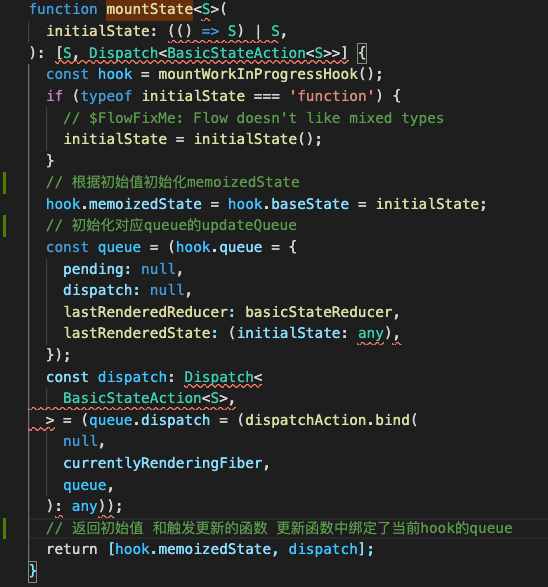 function mountState<S>(
  initialState: (() => S) | S,
): [S, Dispatch<BasicStateAction<S>>] {
  const hook = mountWorkInProgressHook();
  if (typeof initialState === 'function') {
    // $FlowFixMe: Flow doesn't like mixed types
    initialState = initialState();
  }
  // 根据初始值初始化memoizedState
  hook.memoizedState = hook.baseState = initialState;
  // 初始化对应queue的updateQueue
  const queue = (hook.queue = {
    pending: null,
    dispatch: null,
    lastRenderedReducer: basicStateReducer,
    lastRenderedState: (initialState: any),
  });
  const dispatch: Dispatch<
    BasicStateAction<S>,
  > = (queue.dispatch = (dispatchAction.bind(
    null,
    currentlyRenderingFiber,
    queue,
  ): any));
  // 返回初始值 和触发更新的函数 更新函数中绑定了当前hook的queue
  return [hook.memoizedState, dispatch];
}